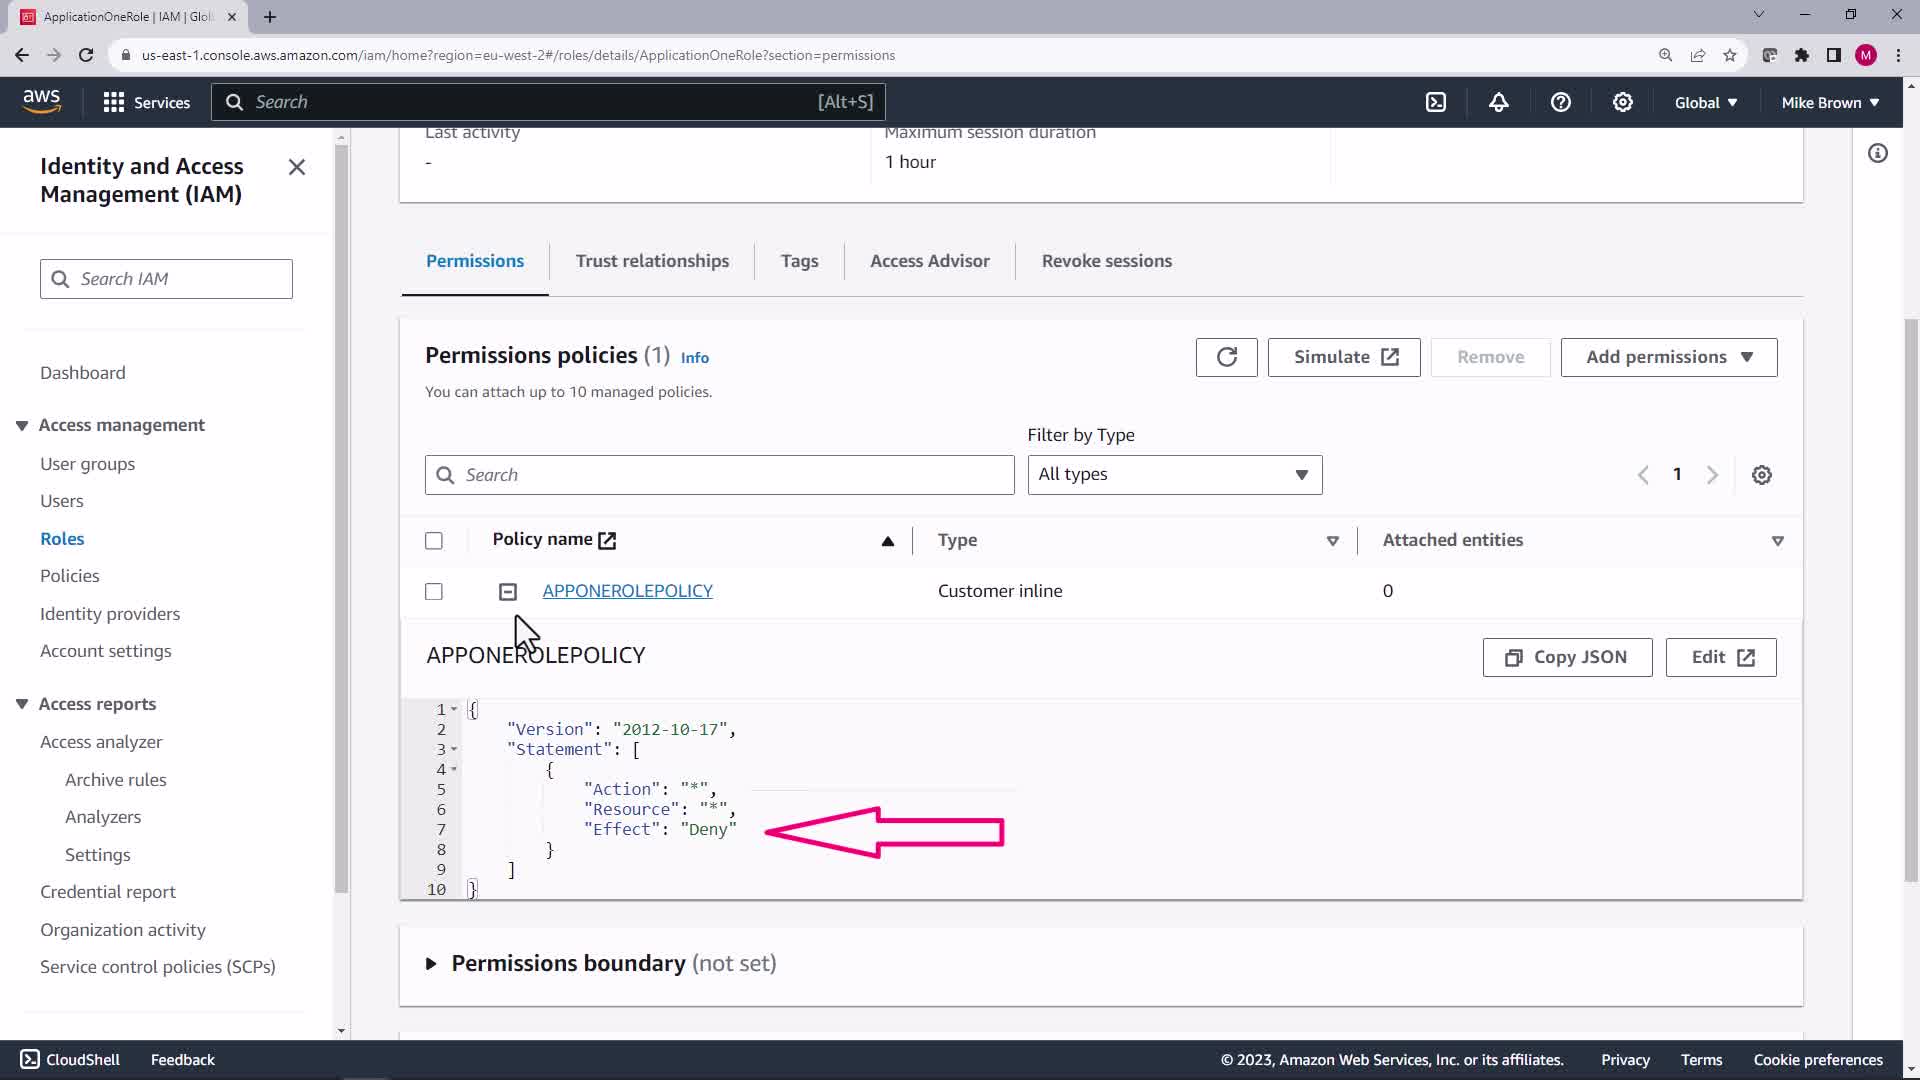 ApplicationOneRole | IAM | Glo
us-east-1.console.aws.amazon.com/iam/home?region=eu-west-2#/roles/details/ApplicationOneRole?section=permissions
M
aws
Services
Search
[Alt+S]
Global
Mike Brown
Identity and Access
Management (IAM)
Search IAM
Dashboard
Access management
User groups
Users
Roles
Policies
Identity providers
Account settings
Access reports
Access analyzer
Archive rules
Analyzers
Settings
Credential report
Organization activity
Service control policies (SCPs)
Last activity
-
Maximum session duration
1 hour
Permissions
Trust relationships
Tags
Access Advisor
Revoke sessions
Permissions policies (1) Info
You can attach up to 10 managed policies.
Simulate
Remove
Add permissions
Filter by Type
Search
All types
1
Policy name
Type
Attached entities
APPONEROLEPOLICY
Customer inline
0
APPONEROLEPOLICY
Copy JSON
Edit
1 {
2 "Version": "2012-10-17",
3 "Statement": [
4 {
5 "Action": "*",
6 "Resource": "*",
7 "Effect": "Deny"
8 }
9 ]
10 }
Permissions boundary (not set)
CloudShell
Feedback
© 2023, Amazon Web Services, Inc. or its affiliates.
Privacy
Terms
Cookie preferences